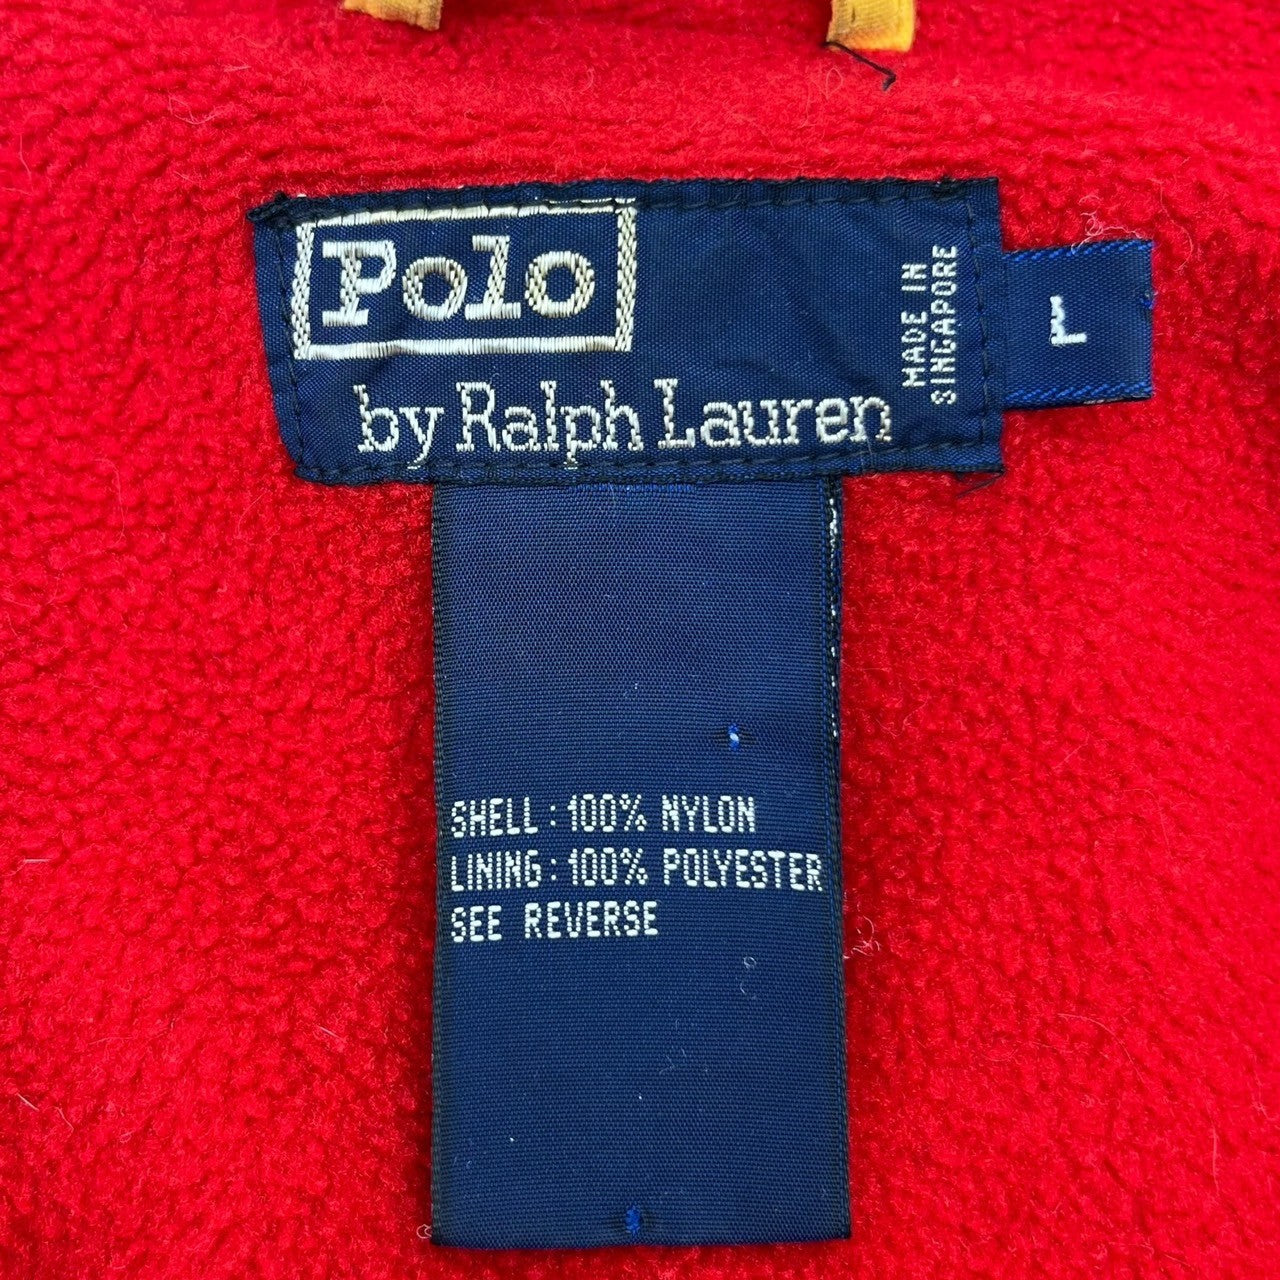 Polo
by Ralph Lauren
MADE IN
SINGAPORE
L
SHELL : 100% NYLON
LINING : 100% POLYESTER
SEE REVERSE